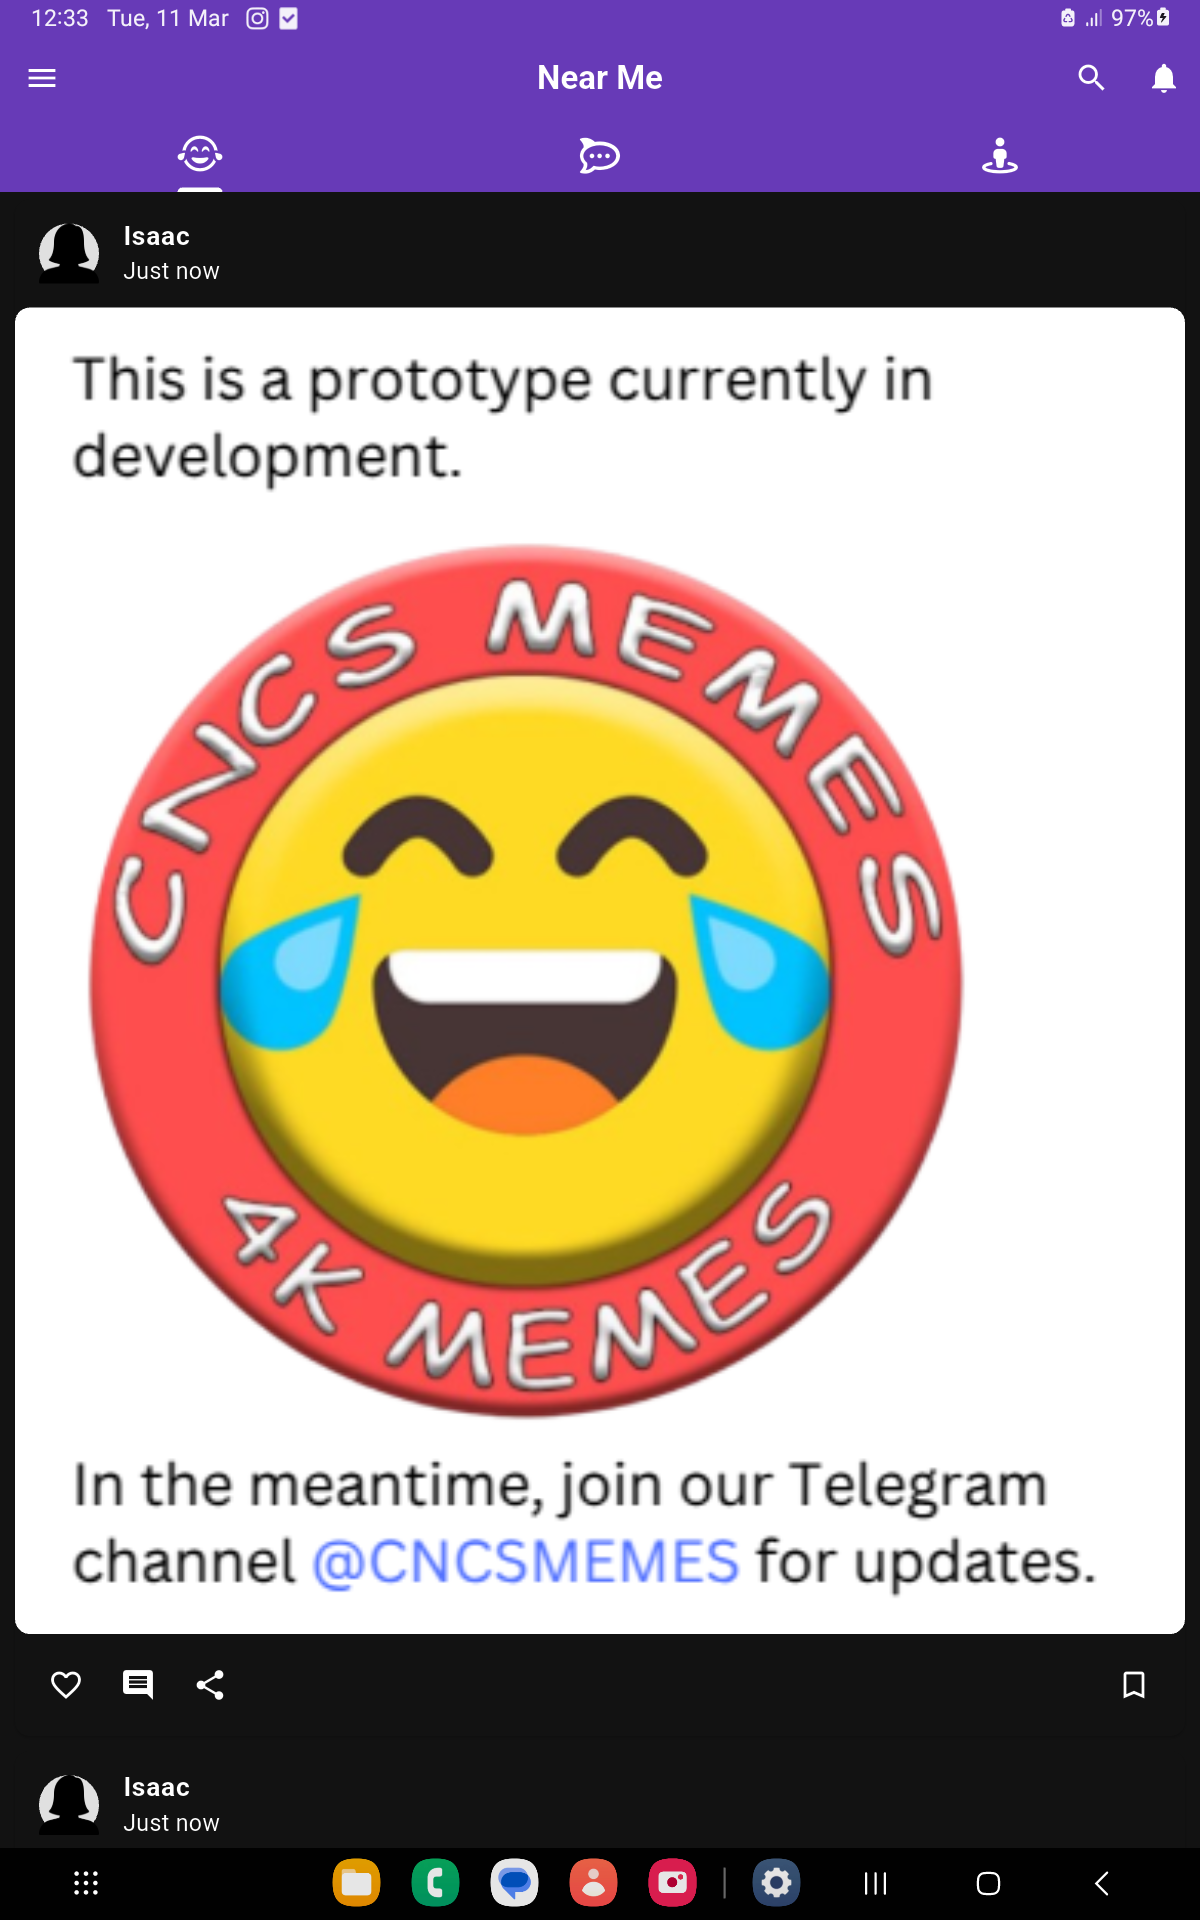 12:33 Tue, 11 Mar 97%
Near Me
Isaac
Just now
This is a prototype currently in
development.
CNCS MEMES
4K MEMES
In the meantime, join our Telegram
channel @CNCSMEMES for updates.
Isaac
Just now